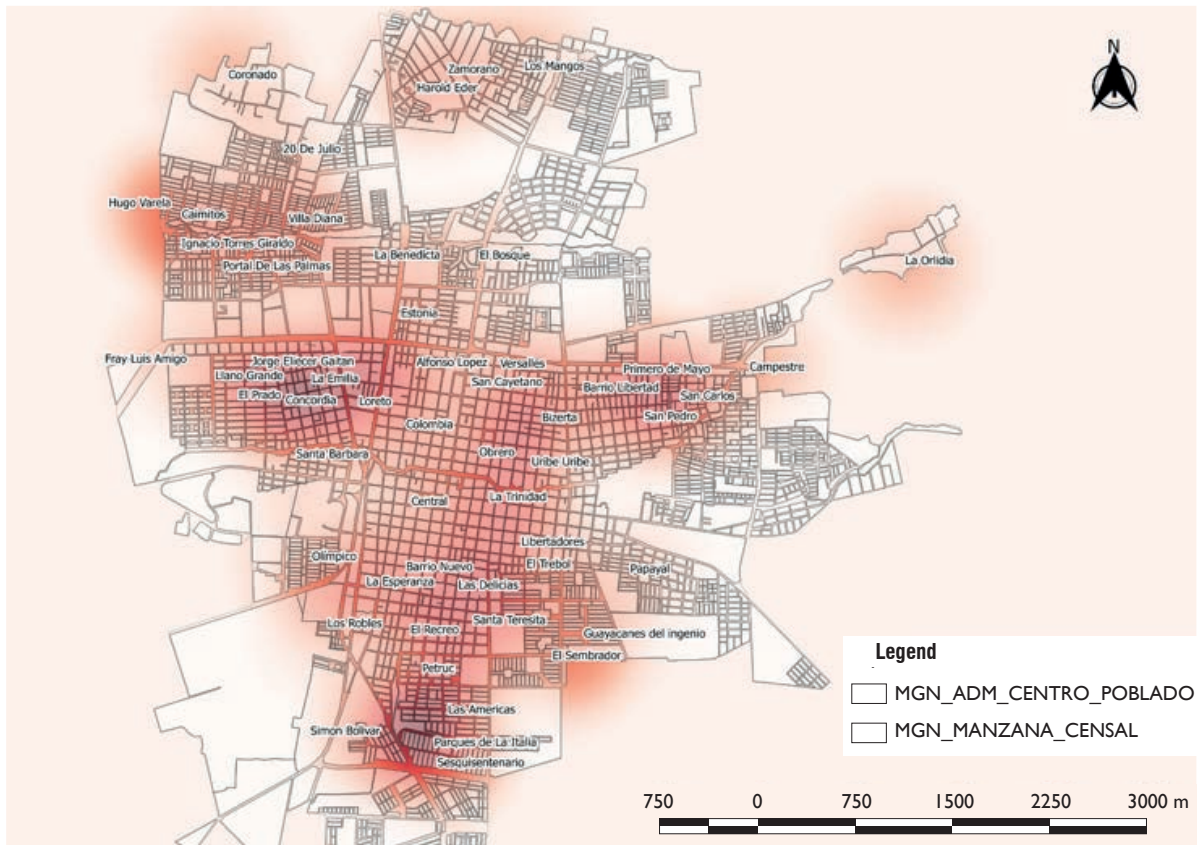 N
Coronado
Zamorano
Los Mangos
Harold Eder
20 De Julio
Hugo Varela
Caimitos
Villa Diana
Ignacio Torres Giraldo
La Benedicta
El Bosque
Portal De Las Palmas
La Orlidia
Estonia
Fray Luis Amigo
Jorge Eliecer Gaitan
Alfonso Lopez
Versalles
Primero de Mayo
Campestre
Llano Grande
La Emilia
San Cayetano
Barrio Libertad
San Carlos
El Prado
Concordia
Loreto
Bizerta
San Pedro
Colombia
Santa Barbara
Obrero
Uribe Uribe
Central
La Trinidad
Libertadores
Olimpico
Barrio Nuevo
El Trebol
Papayal
La Esperanza
Las Delicias
Los Robles
El Recreo
Santa Teresita
Guayacanes del ingenio
El Sembrador
Petruc
Las Americas
Simon Bolivar
Parques de La Italia
Sesquisentenario
Legend
MGN_ADM_CENTRO_POBLADO
MGN_MANZANA_CENSAL
750 0 750 1500 2250 3000 m